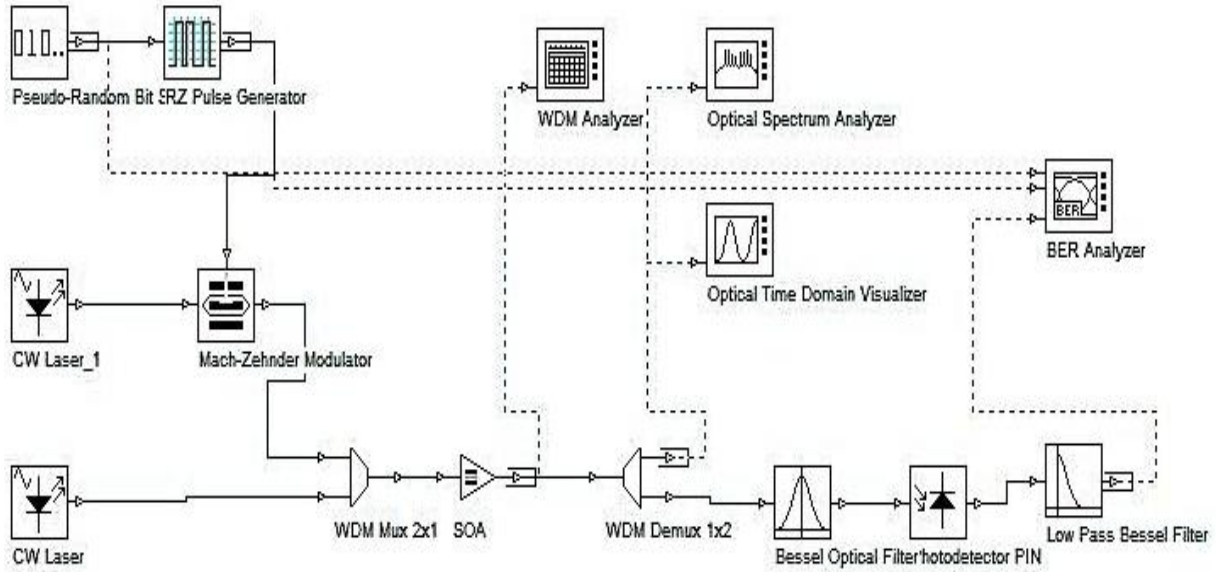 010..
Pseudo-Random Bit SRZ Pulse Generator
WDM Analyzer
Optical Spectrum Analyzer
BER
BER Analyzer
Optical Time Domain Visualizer
CW Laser_1
Mach-Zehnder Modulator
WDM Mux 2x1
SOA
WDM Demux 1x2
CW Laser
Bessel Optical Filterhotodetector PIN
Low Pass Bessel Filter